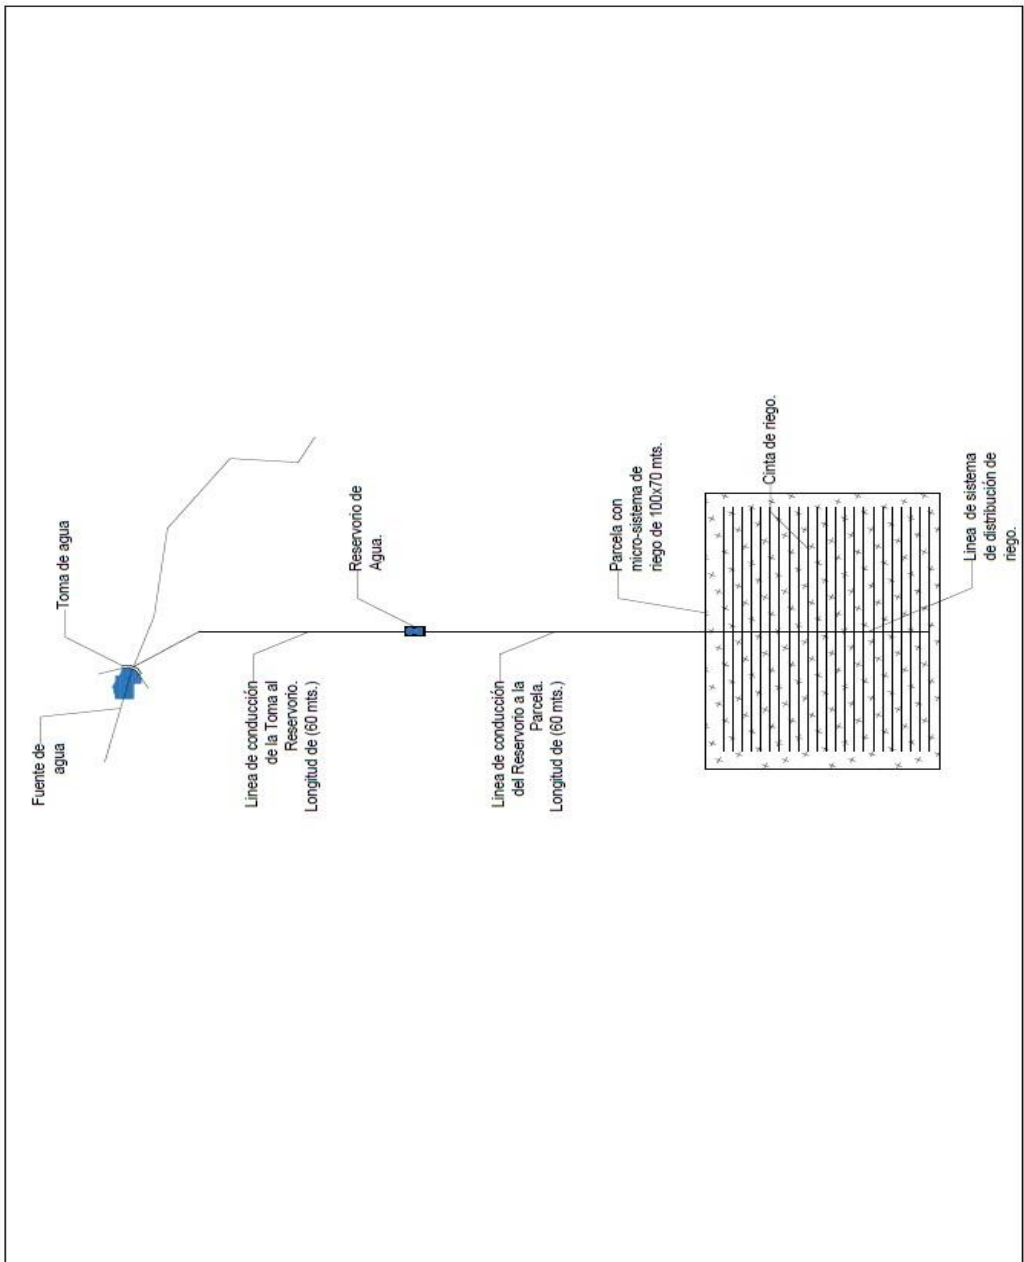 Fuente de
agua
Toma de agua
Linea de conducción
de la Toma al
Reservorio.
Longitud de (60 mts.)
Reservorio de
Agua.
Linea de conducción
del Reservorio a la
Parcela.
Longitud de (60 mts.)
Parcela con
micro-sistema de
riego de 100x70 mts.
Cinta de riego.
Linea de sistema
de distribución de
riego.